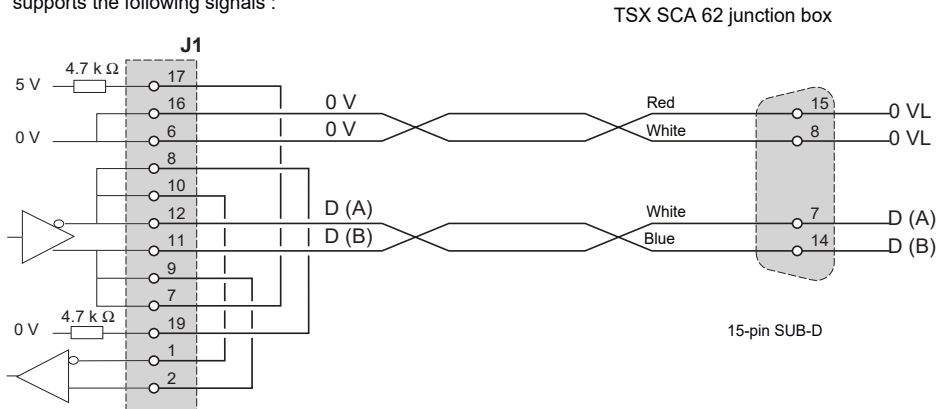 supports the following signals :
TSX SCA 62 junction box
J1
4.7 k Ω
5 V
17
16
0 V
Red
15
0 VL
0 V
6
0 V
White
8
0 VL
8
10
12
D (A)
White
7
D (A)
11
D (B)
Blue
14
D (B)
9
7
4.7 k Ω
0 V
19
15-pin SUB-D
1
2